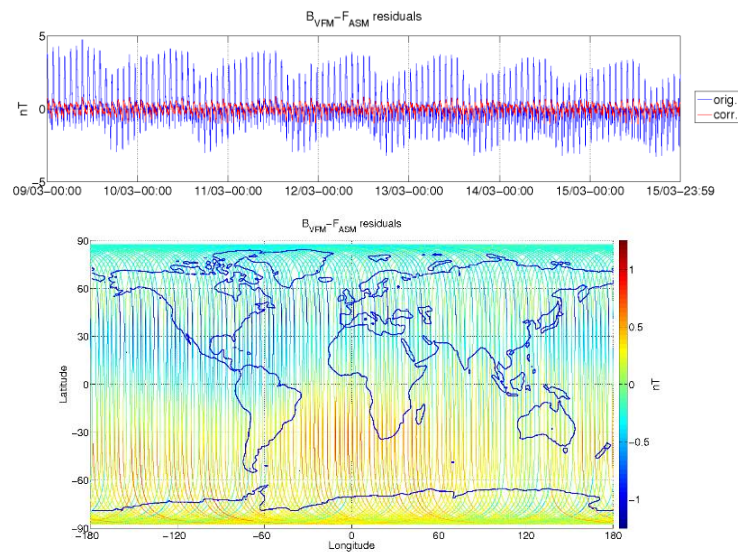 B_VFM−F_ASM residuals
5
0
−5
nT
09/03−00:00 10/03−00:00 11/03−00:00 12/03−00:00 13/03−00:00 14/03−00:00 15/03−00:00 15/03−23:59
orig.
corr.
B_VFM−F_ASM residuals
90
60
30
0
−30
−60
−90
Latitude
−180 −120 −60 0 60 120 180
Longitude
1
0.5
0
−0.5
−1
nT